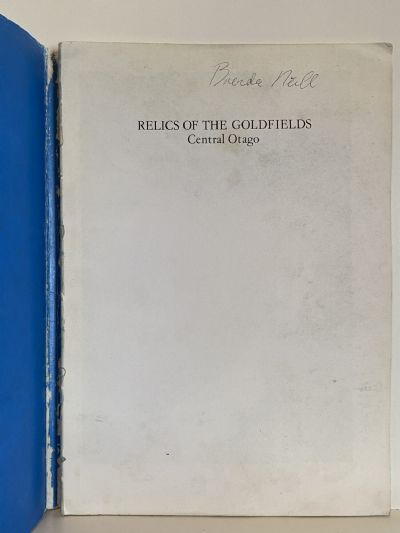 Brenda Neill
RELICS OF THE GOLDFIELDS
Central Otago